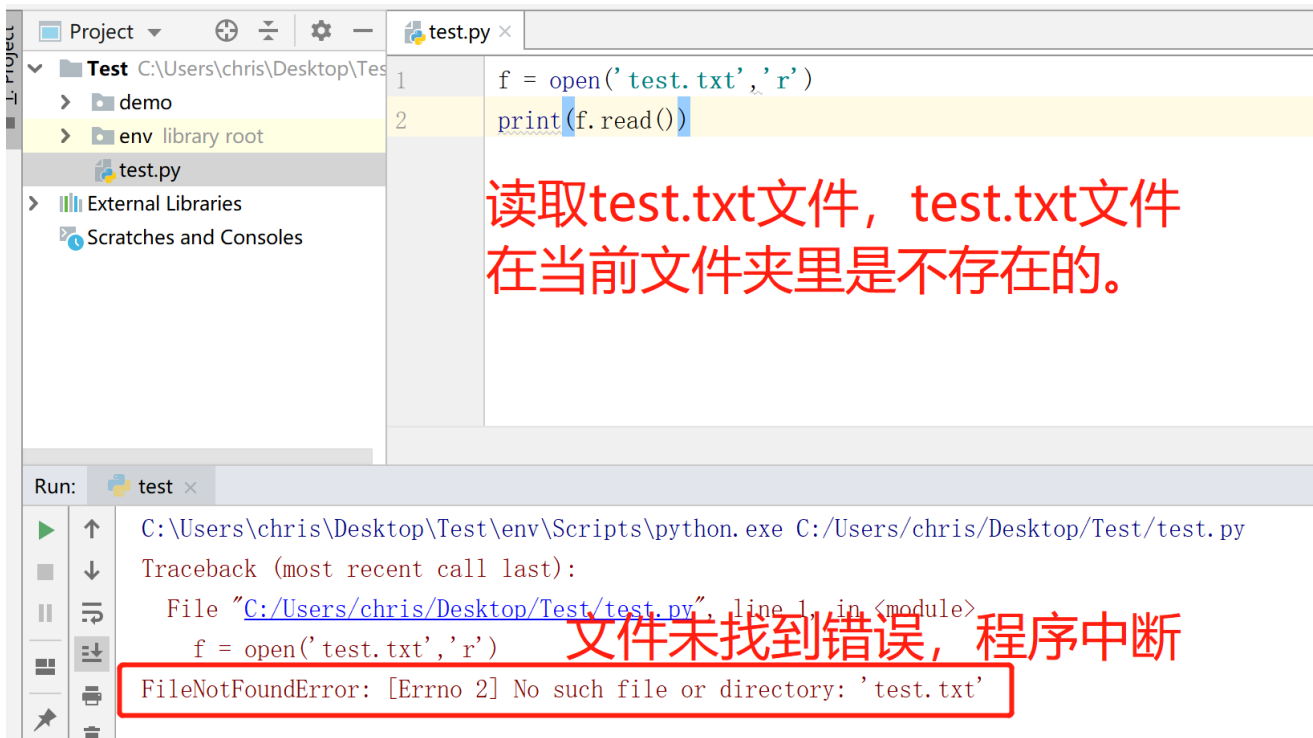 1: Project
Project
test.py
Test C:\Users\chris\Desktop\Tes
demo
env library root
test.py
External Libraries
Scratches and Consoles
1 f = open('test.txt','r')
2 print(f.read())
读取test.txt文件，test.txt文件
在当前文件夹里是不存在的。
Run: test
C:\Users\chris\Desktop\Test\env\Scripts\python.exe C:/Users/chris/Desktop/Test/test.py
Traceback (most recent call last):
File "C:/Users/chris/Desktop/Test/test.py", line 1, in <module>
f = open('test.txt','r')
文件未找到错误，程序中断
FileNotFoundError: [Errno 2] No such file or directory: 'test.txt'